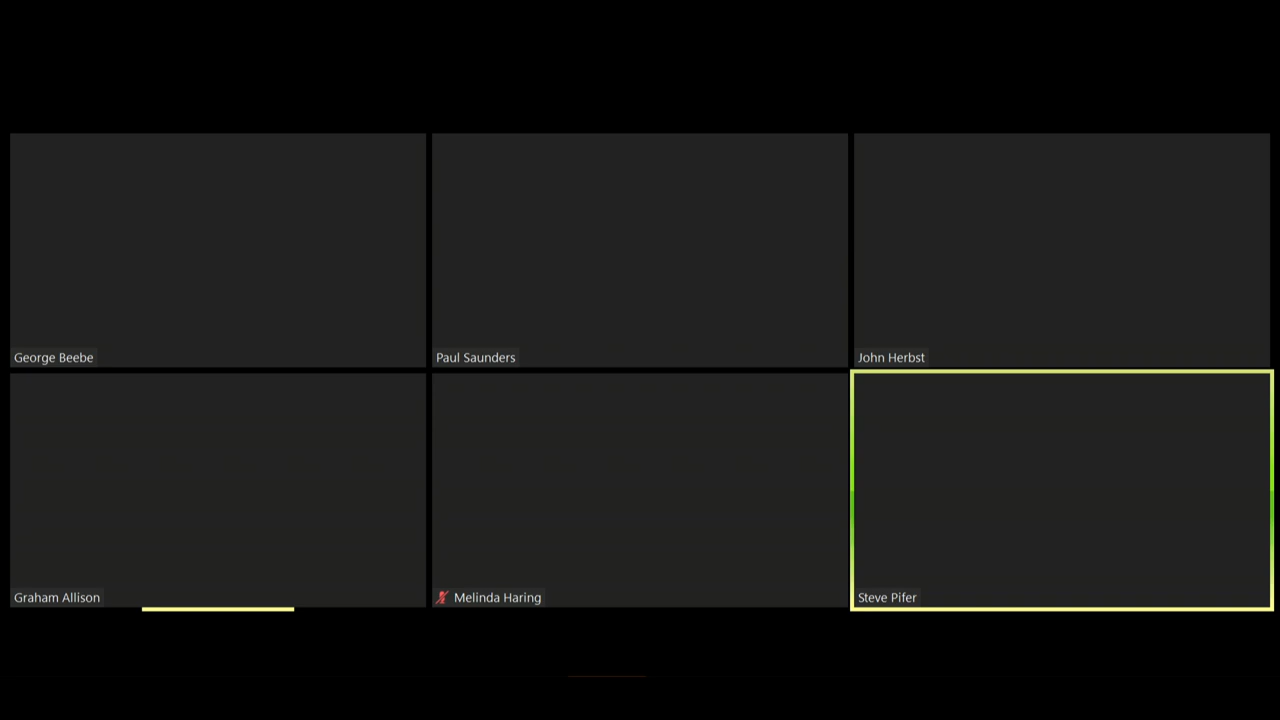 George Beebe
Paul Saunders
John Herbst
Graham Allison
Melinda Haring
Steve Pifer